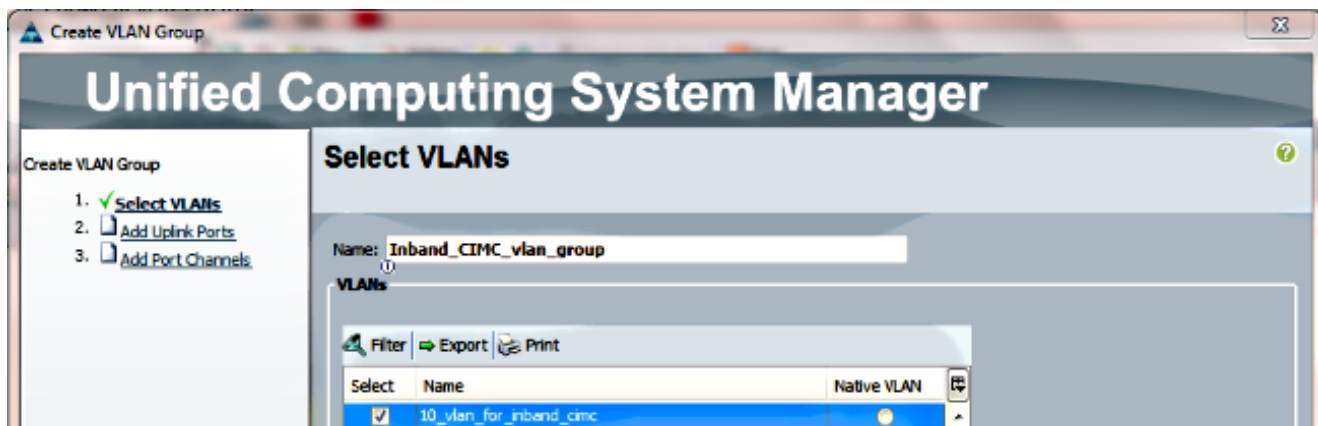 Create VLAN Group
Unified Computing System Manager
Create VLAN Group
1. Select VLANs
2. Add Uplink Ports
3. Add Port Channels
Select VLANs
Name: Inband_CIMC_vlan_group
VLANs
Filter Export Print
Select Name Native VLAN
10_vlan_for_inband_cimc